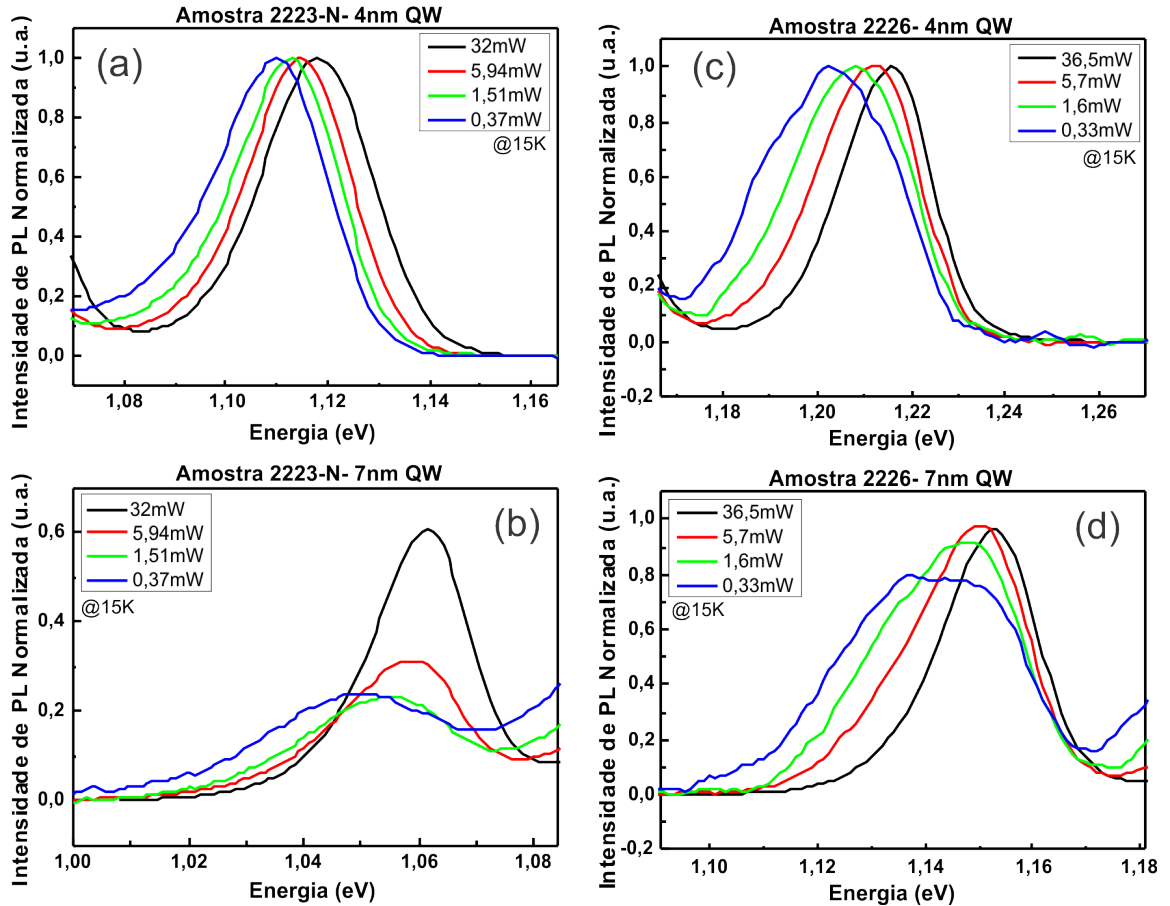 Amostra 2223-N- 4nm QW
(a)
32mW
5,94mW
1,51mW
0,37mW
@15K
1,0
0,8
0,6
0,4
0,2
0,0
1,08 1,10 1,12 1,14 1,16
Energia (eV)
Intensidade de PL Normalizada (u.a.)
Amostra 2226- 4nm QW
(c)
36,5mW
5,7mW
1,6mW
0,33mW
@15K
1,0
0,8
0,6
0,4
0,2
0,0
-0,2
1,18 1,20 1,22 1,24 1,26
Energia (eV)
Intensidade de PL Normalizada (u.a.)
Amostra 2223-N- 7nm QW
(b)
32mW
5,94mW
1,51mW
0,37mW
@15K
0,6
0,4
0,2
0,0
1,00 1,02 1,04 1,06 1,08
Energia (eV)
Intensidade de PL Normalizada (u.a.)
Amostra 2226- 7nm QW
(d)
36,5mW
5,7mW
1,6mW
0,33mW
@15K
1,0
0,8
0,6
0,4
0,2
0,0
-0,2
1,10 1,12 1,14 1,16 1,18
Energia (eV)
Intensidade de PL Normalizada (u.a.)